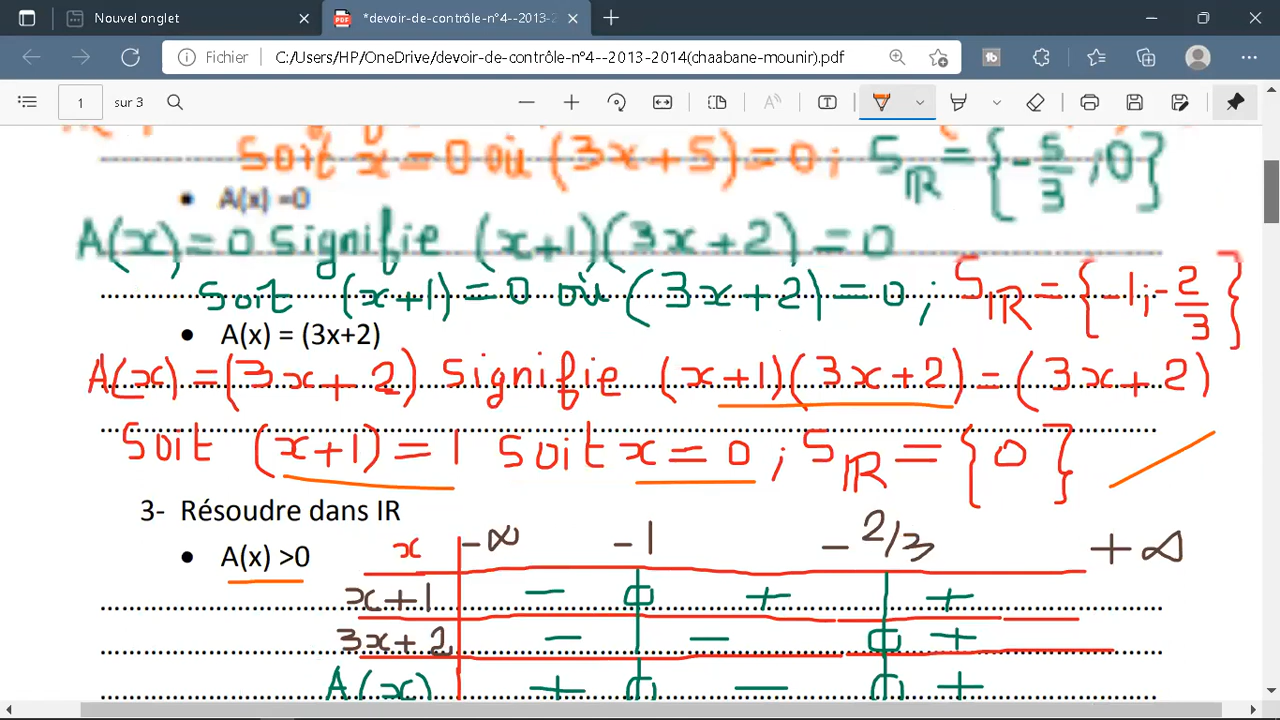 Nouvel onglet
*devoir-de-contrôle-n°4--2013-2
Fichier C:/Users/HP/OneDrive/devoir-de-contrôle-n°4--2013-2014(chaabane-mounir).pdf
1 sur 3
Soit x = 0 où (3x+5) = 0 ; S_IR = {-5/3 ; 0}
• A(x) =0
A(x) = 0 Signifie (x+1)(3x+2) = 0
Soit (x+1) = 0 où (3x+2) = 0 ; S_IR = {-1 ; -2/3}
• A(x) = (3x+2)
A(x) = (3x+2) Signifie (x+1)(3x+2) = (3x+2)
Soit (x+1) = 1 Soit x = 0 ; S_IR = {0}
3- Résoudre dans IR
• A(x) >0
x -∞ -1 -2/3 +∞
x+1 - 0 + +
3x+2 - - 0 +
A(x) + 0 - 0 +